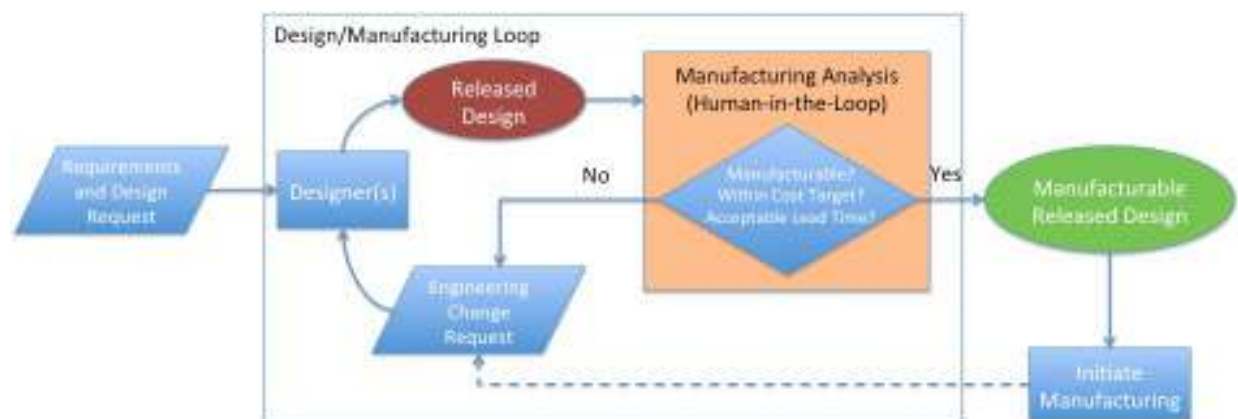 Design/Manufacturing Loop
Released
Design
Manufacturing Analysis
(Human-in-the-Loop)
Requirements
and Design
Request
Designer(s)
No
Manufacturable?
Within Cost Target?
Acceptable Lead Time?
Yes
Manufacturable
Released Design
Engineering
Change
Request
Initiate
Manufacturing